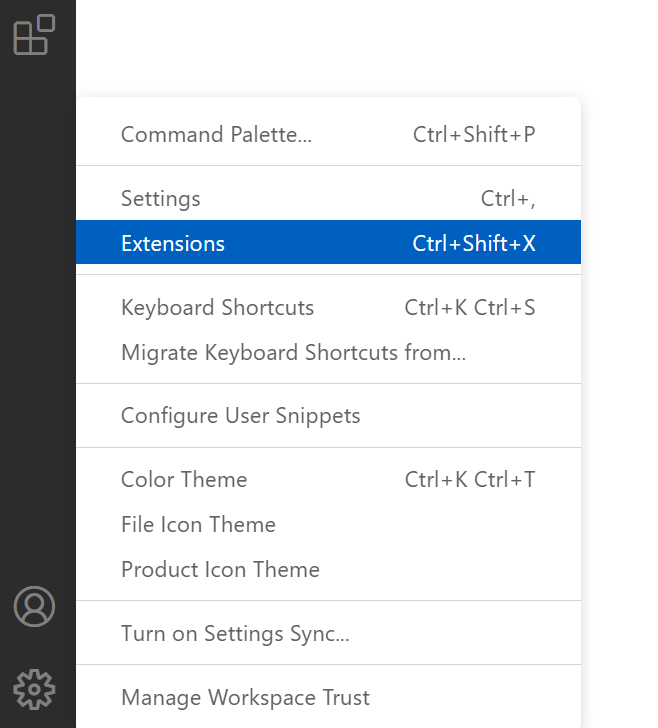 Command Palette... Ctrl+Shift+P
Settings Ctrl+,
Extensions Ctrl+Shift+X
Keyboard Shortcuts Ctrl+K Ctrl+S
Migrate Keyboard Shortcuts from...
Configure User Snippets
Color Theme Ctrl+K Ctrl+T
File Icon Theme
Product Icon Theme
Turn on Settings Sync...
Manage Workspace Trust